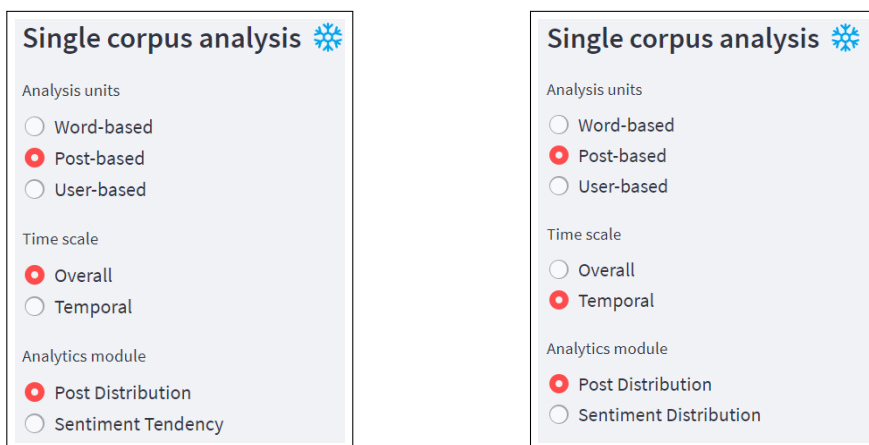 Single corpus analysis
Analysis units
Word-based
Post-based
User-based
Time scale
Overall
Temporal
Analytics module
Post Distribution
Sentiment Tendency
Single corpus analysis
Analysis units
Word-based
Post-based
User-based
Time scale
Overall
Temporal
Analytics module
Post Distribution
Sentiment Distribution